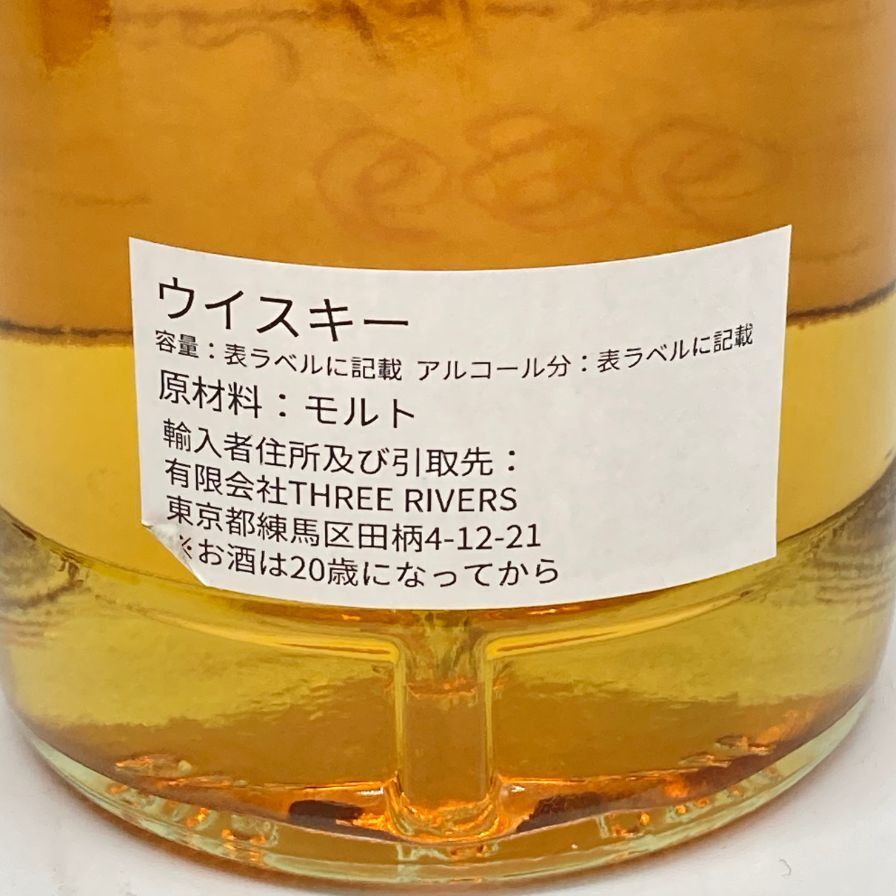 ウイスキー
容量：表ラベルに記載 アルコール分：表ラベルに記載
原材料：モルト
輸入者住所及び引取先：
有限会社THREE RIVERS
東京都練馬区田柄4-12-21
※お酒は20歳になってから